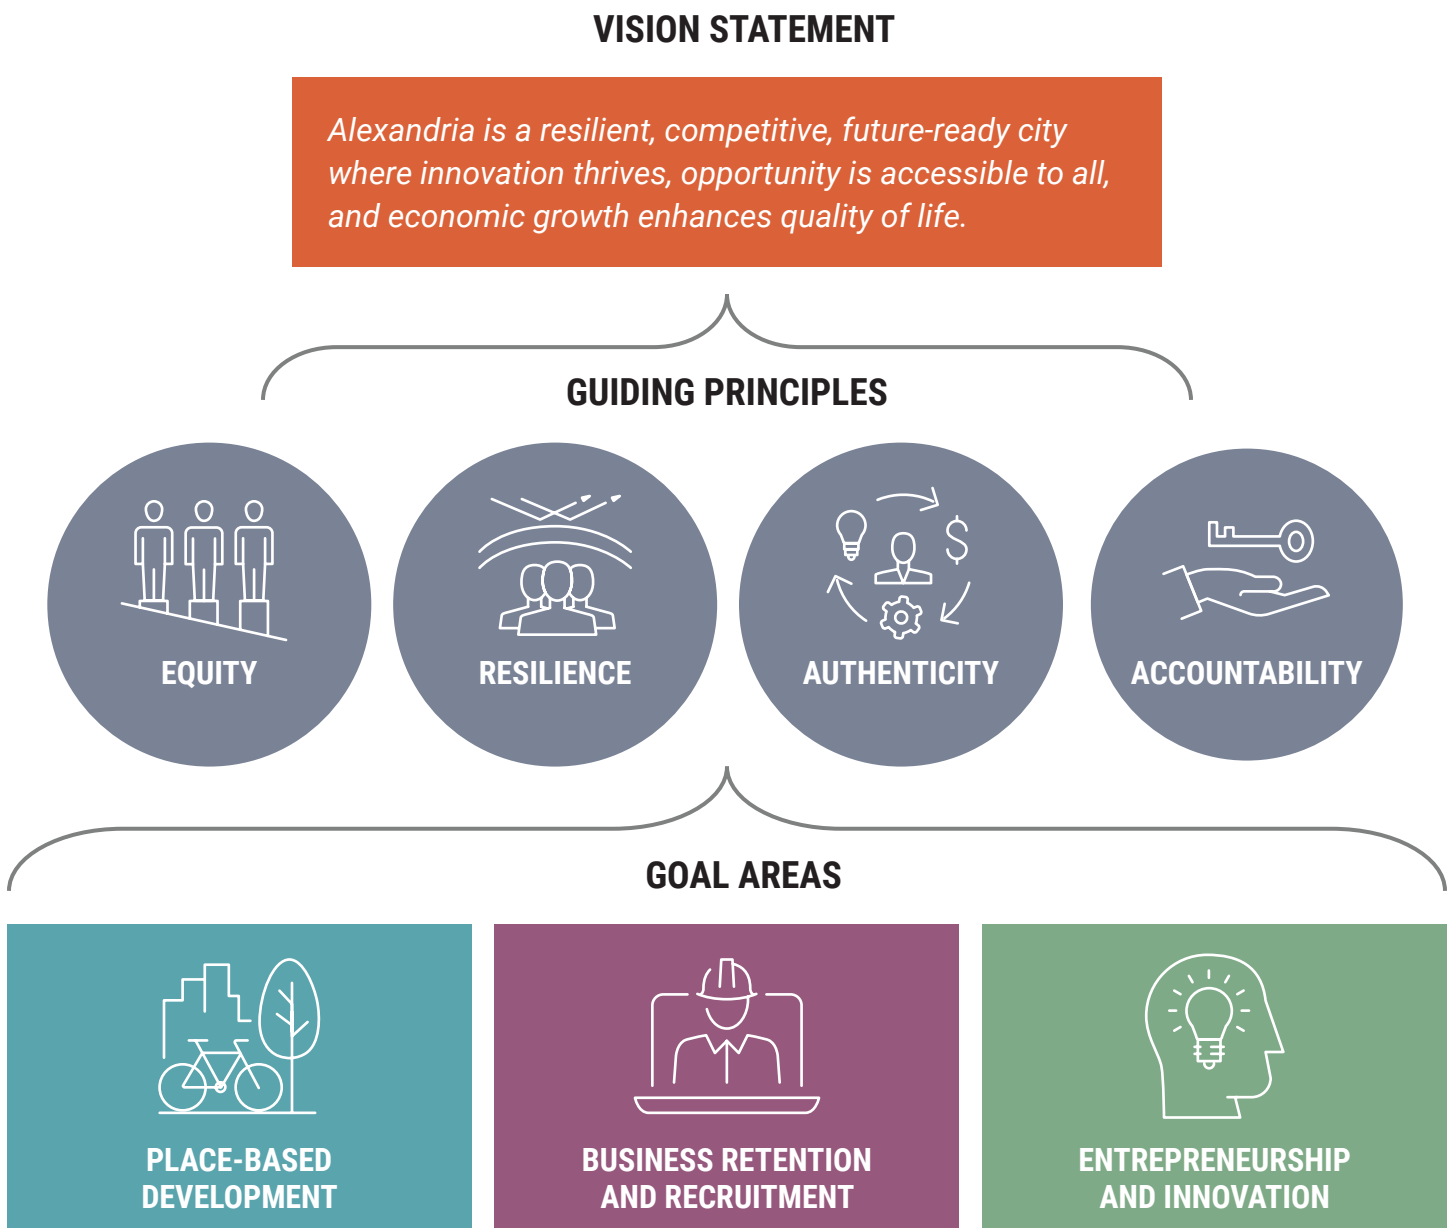 VISION STATEMENT
Alexandria is a resilient, competitive, future-ready city
where innovation thrives, opportunity is accessible to all,
and economic growth enhances quality of life.
GUIDING PRINCIPLES
$
EQUITY
RESILIENCE
AUTHENTICITY
ACCOUNTABILITY
GOAL AREAS
PLACE-BASED
DEVELOPMENT
BUSINESS RETENTION
AND RECRUITMENT
ENTREPRENEURSHIP
AND INNOVATION